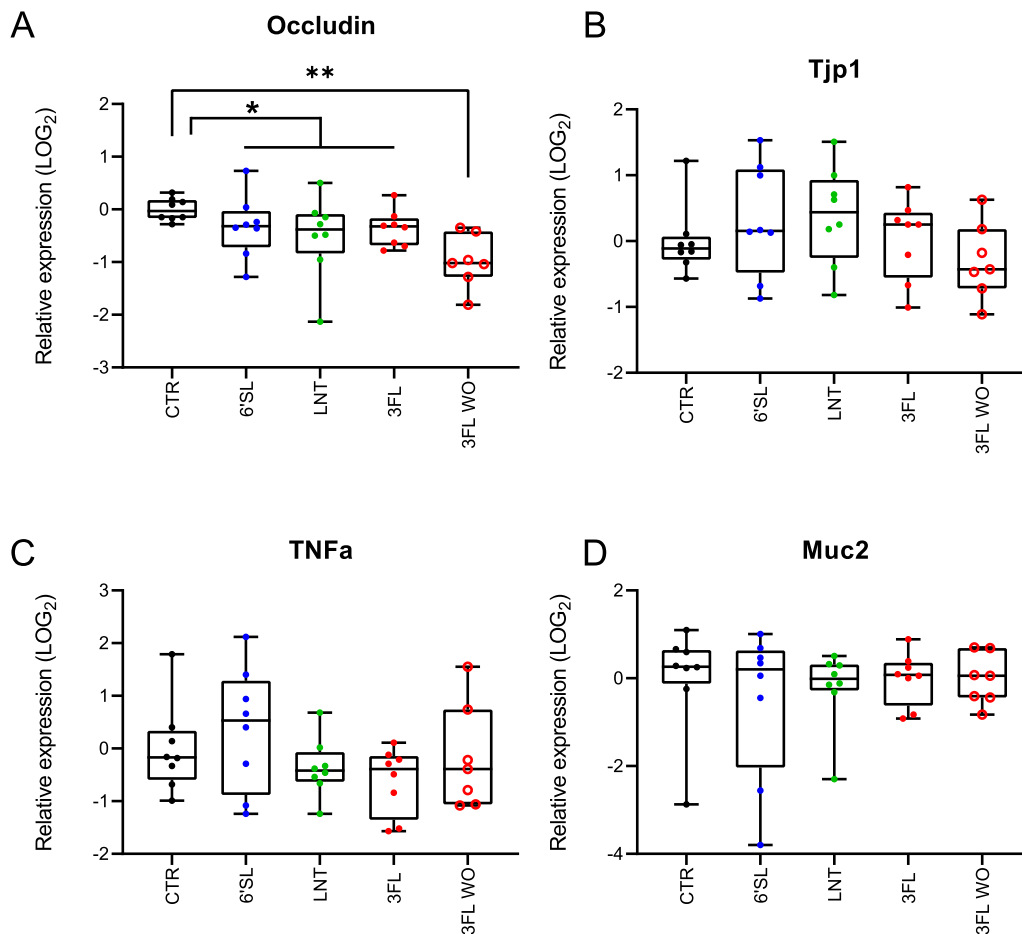 A
Occludin
**
*
Relative expression (LOG₂)
2
1
0
-1
-2
-3
CTR
6'SL
LNT
3FL
3FL WO
B
Tjp1
Relative expression (LOG₂)
2
1
0
-1
-2
CTR
6'SL
LNT
3FL
3FL WO
C
TNFa
Relative expression (LOG₂)
3
2
1
0
-1
-2
CTR
6'SL
LNT
3FL
3FL WO
D
Muc2
Relative expression (LOG₂)
2
0
-2
-4
CTR
6'SL
LNT
3FL
3FL WO